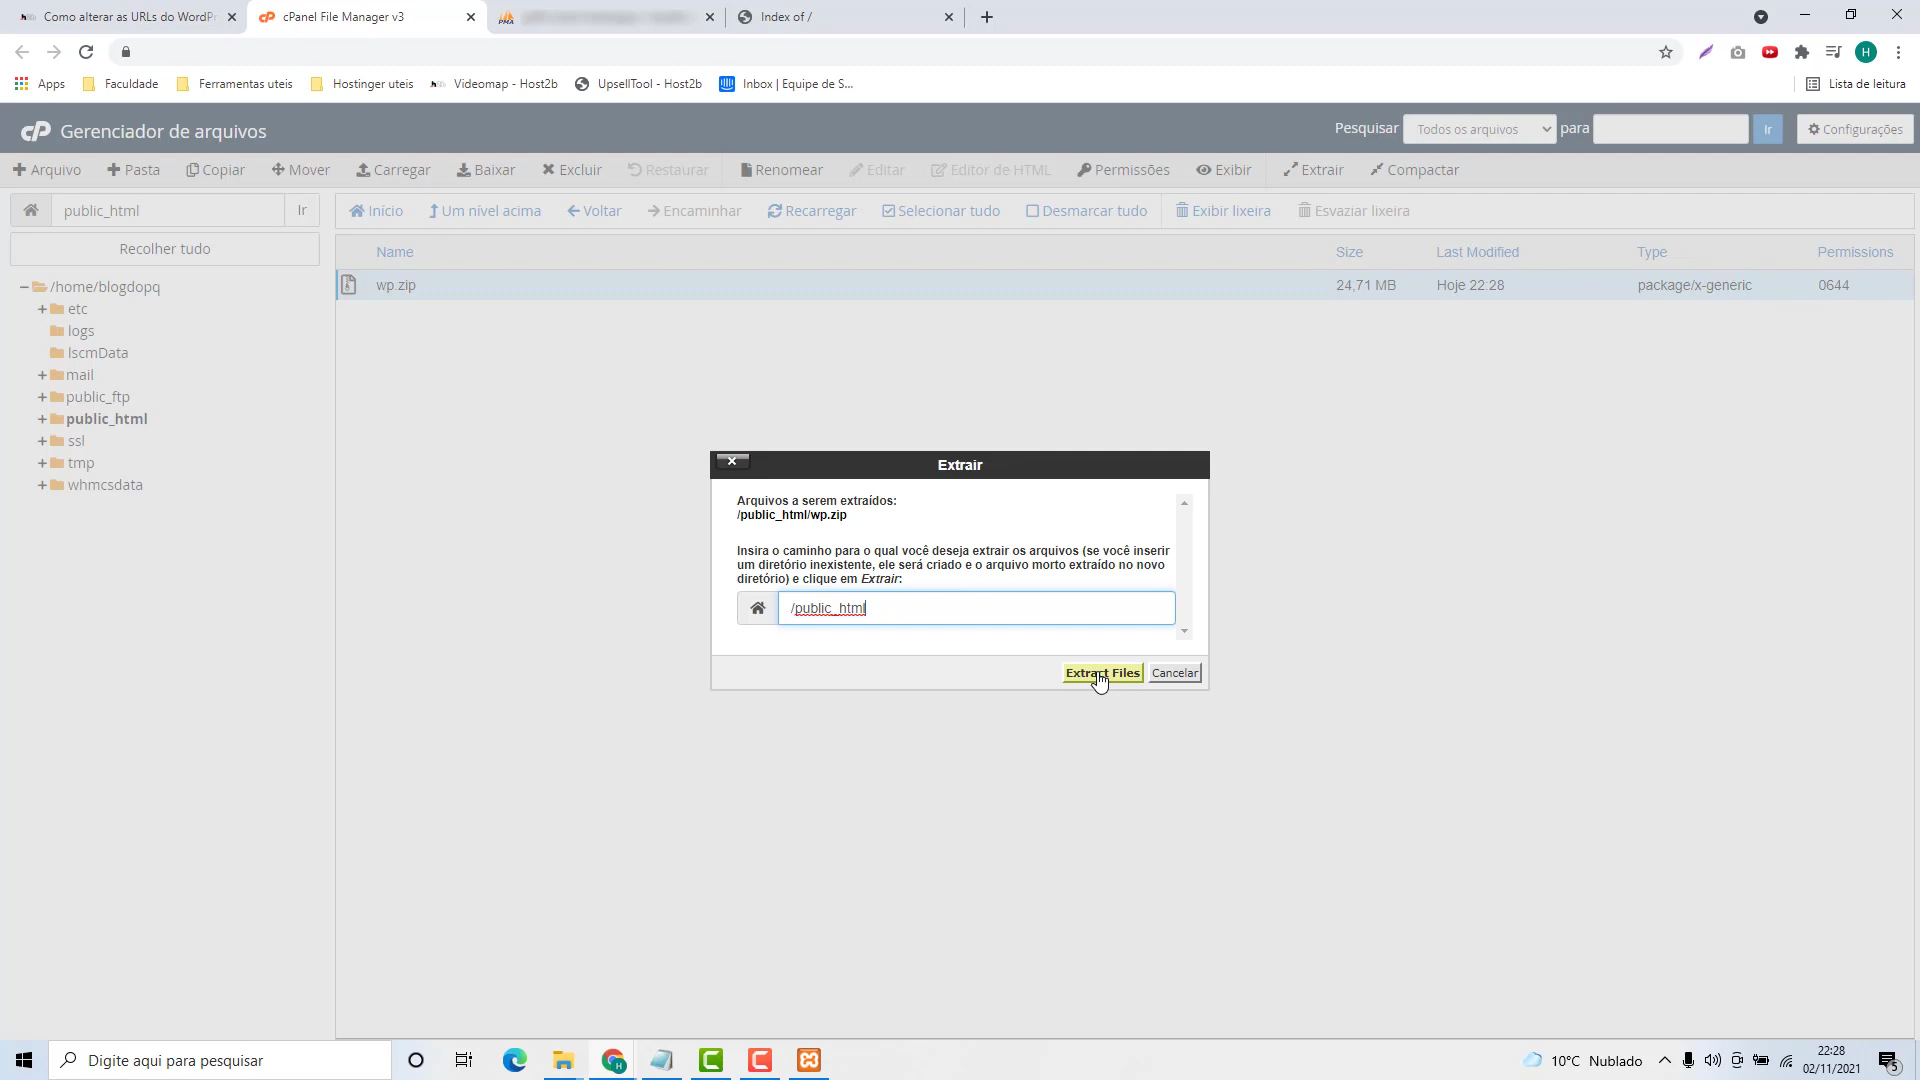 Como alterar as URLs do WordPr
cPanel File Manager v3
Index of /
Apps
Faculdade
Ferramentas uteis
Hostinger uteis
Videomap - Host2b
UpsellTool - Host2b
Inbox | Equipe de S...
Lista de leitura
H
cP Gerenciador de arquivos
Pesquisar
Todos os arquivos
para
Ir
Configurações
Arquivo
Pasta
Copiar
Mover
Carregar
Baixar
Excluir
Restaurar
Renomear
Editar
Editor de HTML
Permissões
Exibir
Extrair
Compactar
public_html
Ir
Início
Um nível acima
Voltar
Encaminhar
Recarregar
Selecionar tudo
Desmarcar tudo
Exibir lixeira
Esvaziar lixeira
Recolher tudo
Name
Size
Last Modified
Type
Permissions
wp.zip
24,71 MB
Hoje 22:28
package/x-generic
0644
/home/blogdopq
etc
logs
lscmData
mail
public_ftp
public_html
ssl
tmp
whmcsdata
Extrair
Arquivos a serem extraídos:
/public_html/wp.zip
Insira o caminho para o qual você deseja extrair os arquivos (se você inserir
um diretório inexistente, ele será criado e o arquivo morto extraído no novo
diretório) e clique em Extrair:
/public_html
Extract Files
Cancelar
Digite aqui para pesquisar
10°C Nublado
22:28
02/11/2021
5